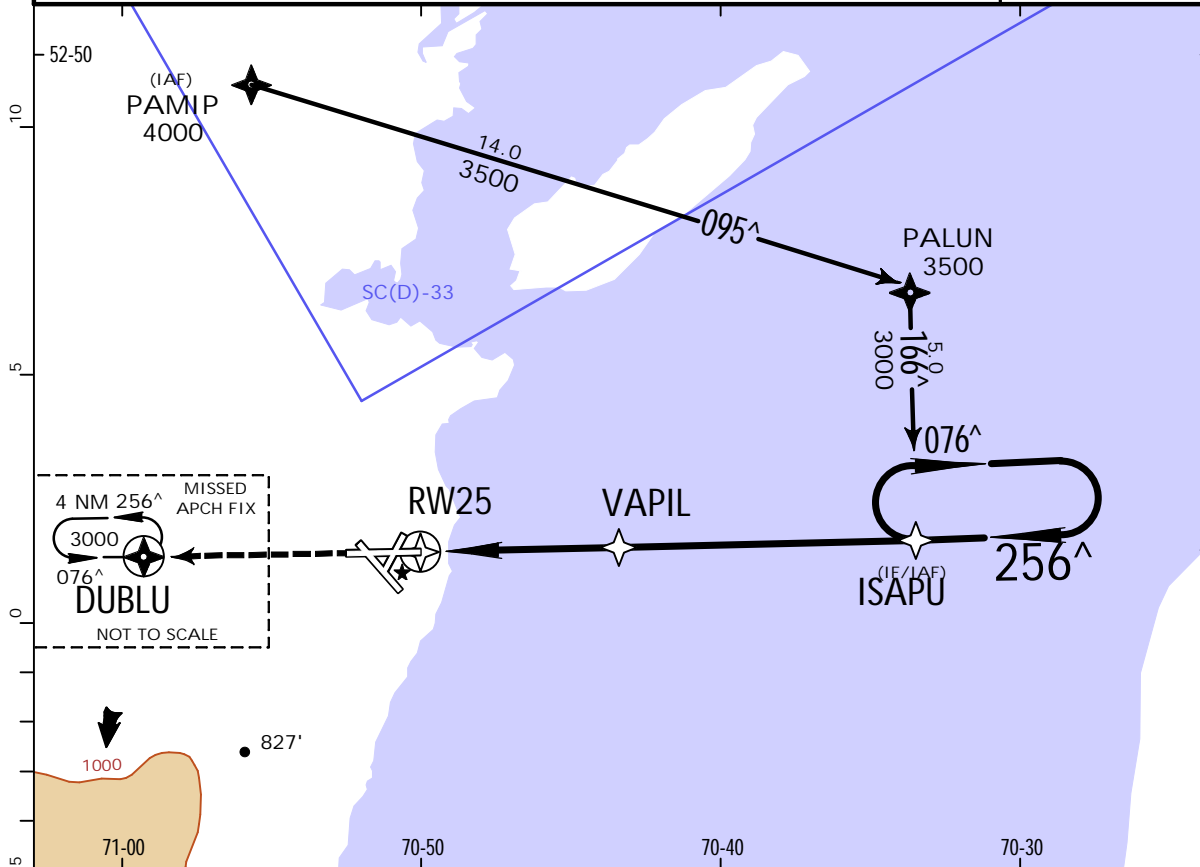 52-50
(IAF)
PAMIP
4000
10
14.0
3500
095^
PALUN
3500
SC(D)-33
5.0
166^
3000
5
076^
MISSED
APCH FIX
4 NM 256^
3000
076^
DUBLU
NOT TO SCALE
RW25
VAPIL
(IF/IAF)
ISAPU
256^
0
827'
1000
71-00
70-50
70-40
70-30
5